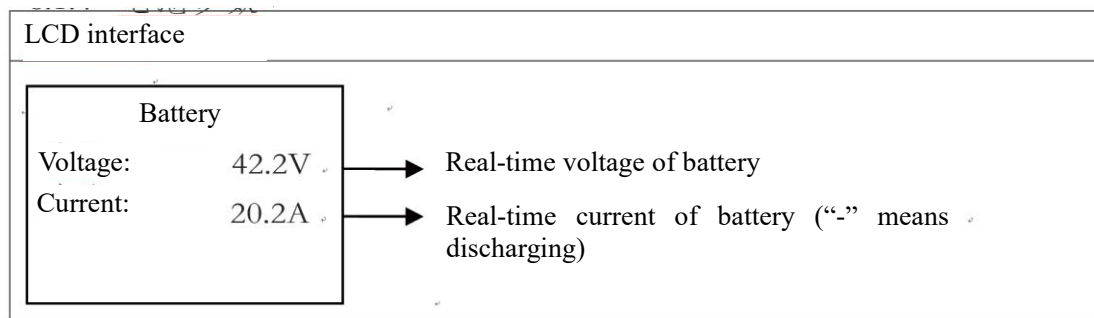 LCD interface
Battery
Voltage: 42.2V
Real-time voltage of battery
Current: 20.2A
Real-time current of battery (“-” means
discharging)